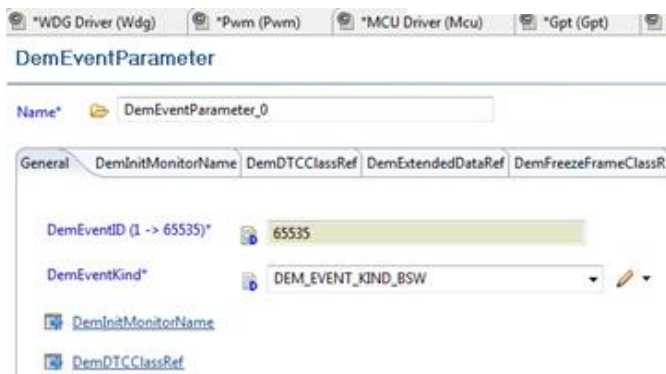 *WDG Driver (Wdg) *Pwm (Pwm) *MCU Driver (Mcu) *Gpt (Gpt)
DemEventParameter
Name* DemEventParameter_0
General DemInitMonitorName DemDTCClassRef DemExtendedDataRef DemFreezeFrameClassR
DemEventID (1 -> 65535)* 65535
DemEventKind* DEM_EVENT_KIND_BSW
DemInitMonitorName
DemDTCClassRef